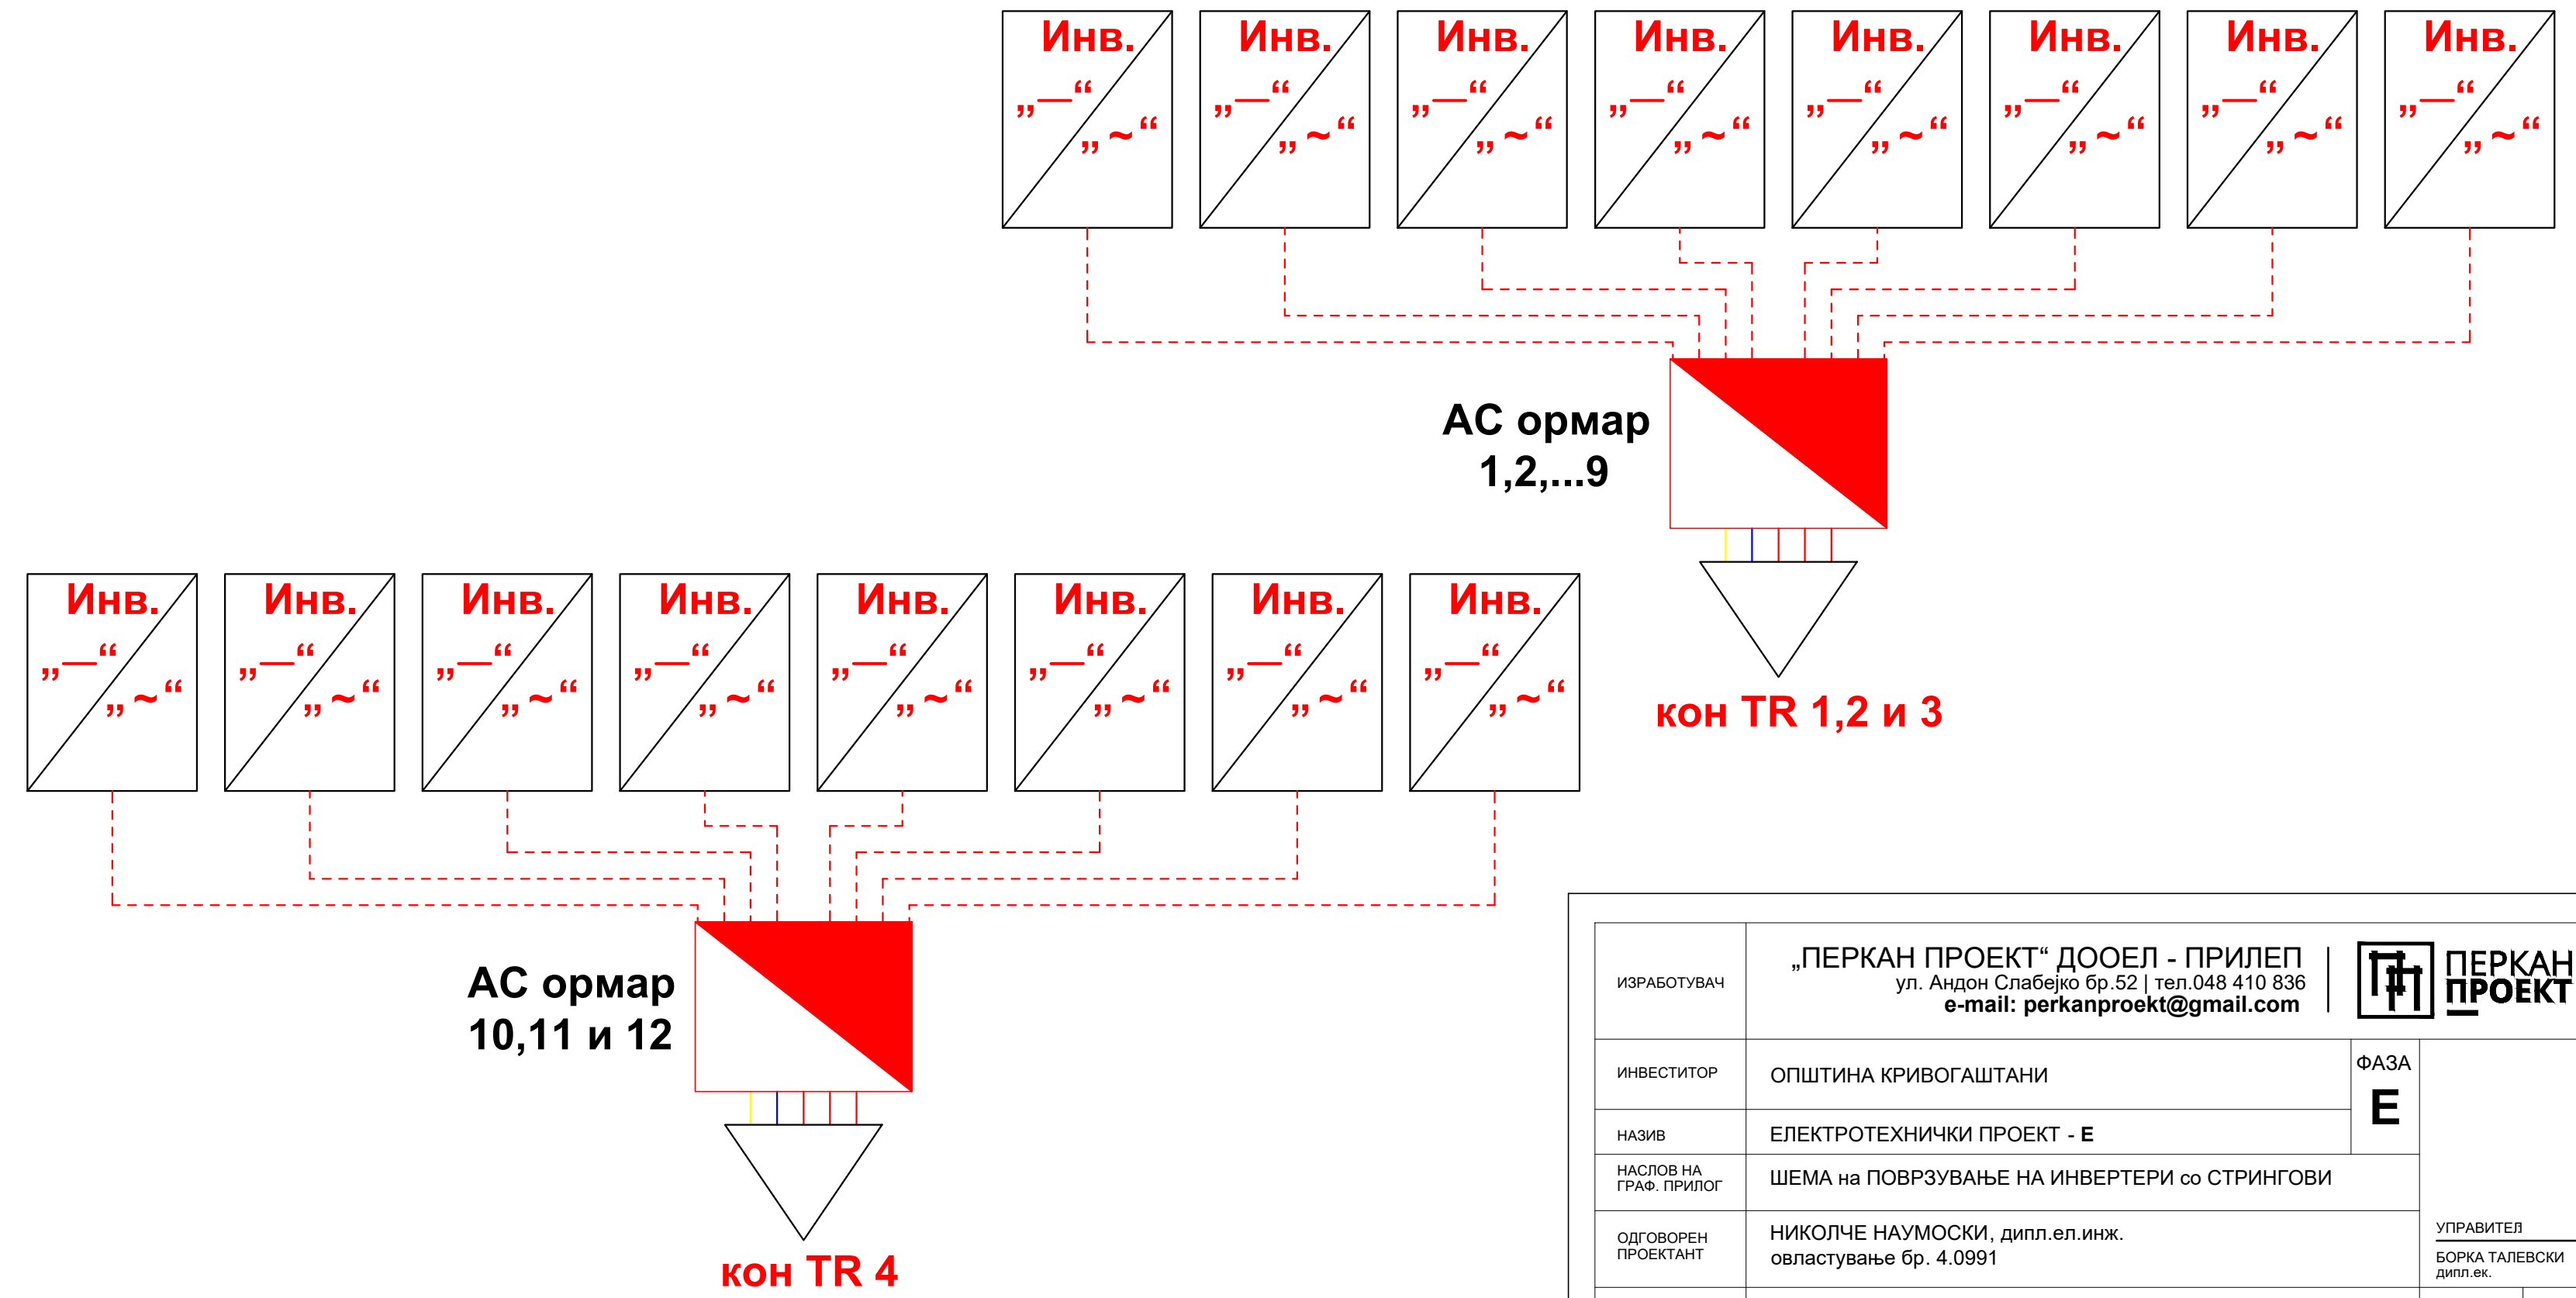 Инв. Инв. Инв. Инв. Инв. Инв. Инв. Инв.
„—“ „—“ „—“ „—“ „—“ „—“ „—“ „—“
„~“ „~“ „~“ „~“ „~“ „~“ „~“ „~“
АС ормар
1,2,...9
кон TR 1,2 и 3
Инв. Инв. Инв. Инв. Инв. Инв. Инв. Инв.
„—“ „—“ „—“ „—“ „—“ „—“ „—“ „—“
„~“ „~“ „~“ „~“ „~“ „~“ „~“ „~“
АС ормар
10,11 и 12
кон TR 4
ИЗРАБОТУВАЧ
„ПЕРКАН ПРОЕКТ“ ДООЕЛ - ПРИЛЕП
ул. Андон Слабејко бр.52 | тел.048 410 836
e-mail: perkanproekt@gmail.com
ПЕРКАН
ПРОЕКТ
ИНВЕСТИТОР
ОПШТИНА КРИВОГАШТАНИ
ФАЗА
Е
НАЗИВ
ЕЛЕКТРОТЕХНИЧКИ ПРОЕКТ - Е
НАСЛОВ НА
ГРАФ. ПРИЛОГ
ШЕМА на ПОВРЗУВАЊЕ НА ИНВЕРТЕРИ со СТРИНГОВИ
ОДГОВОРЕН
ПРОЕКТАНТ
НИКОЛЧЕ НАУМОСКИ, дипл.ел.инж.
овластување бр. 4.0991
УПРАВИТЕЛ
БОРКА ТАЛЕВСКИ
дипл.ек.